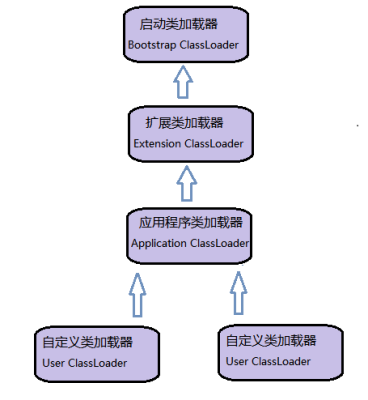 启动类加载器
Bootstrap ClassLoader
扩展类加载器
Extension ClassLoader
应用程序类加载器
Application ClassLoader
自定义类加载器
User ClassLoader
自定义类加载器
User ClassLoader